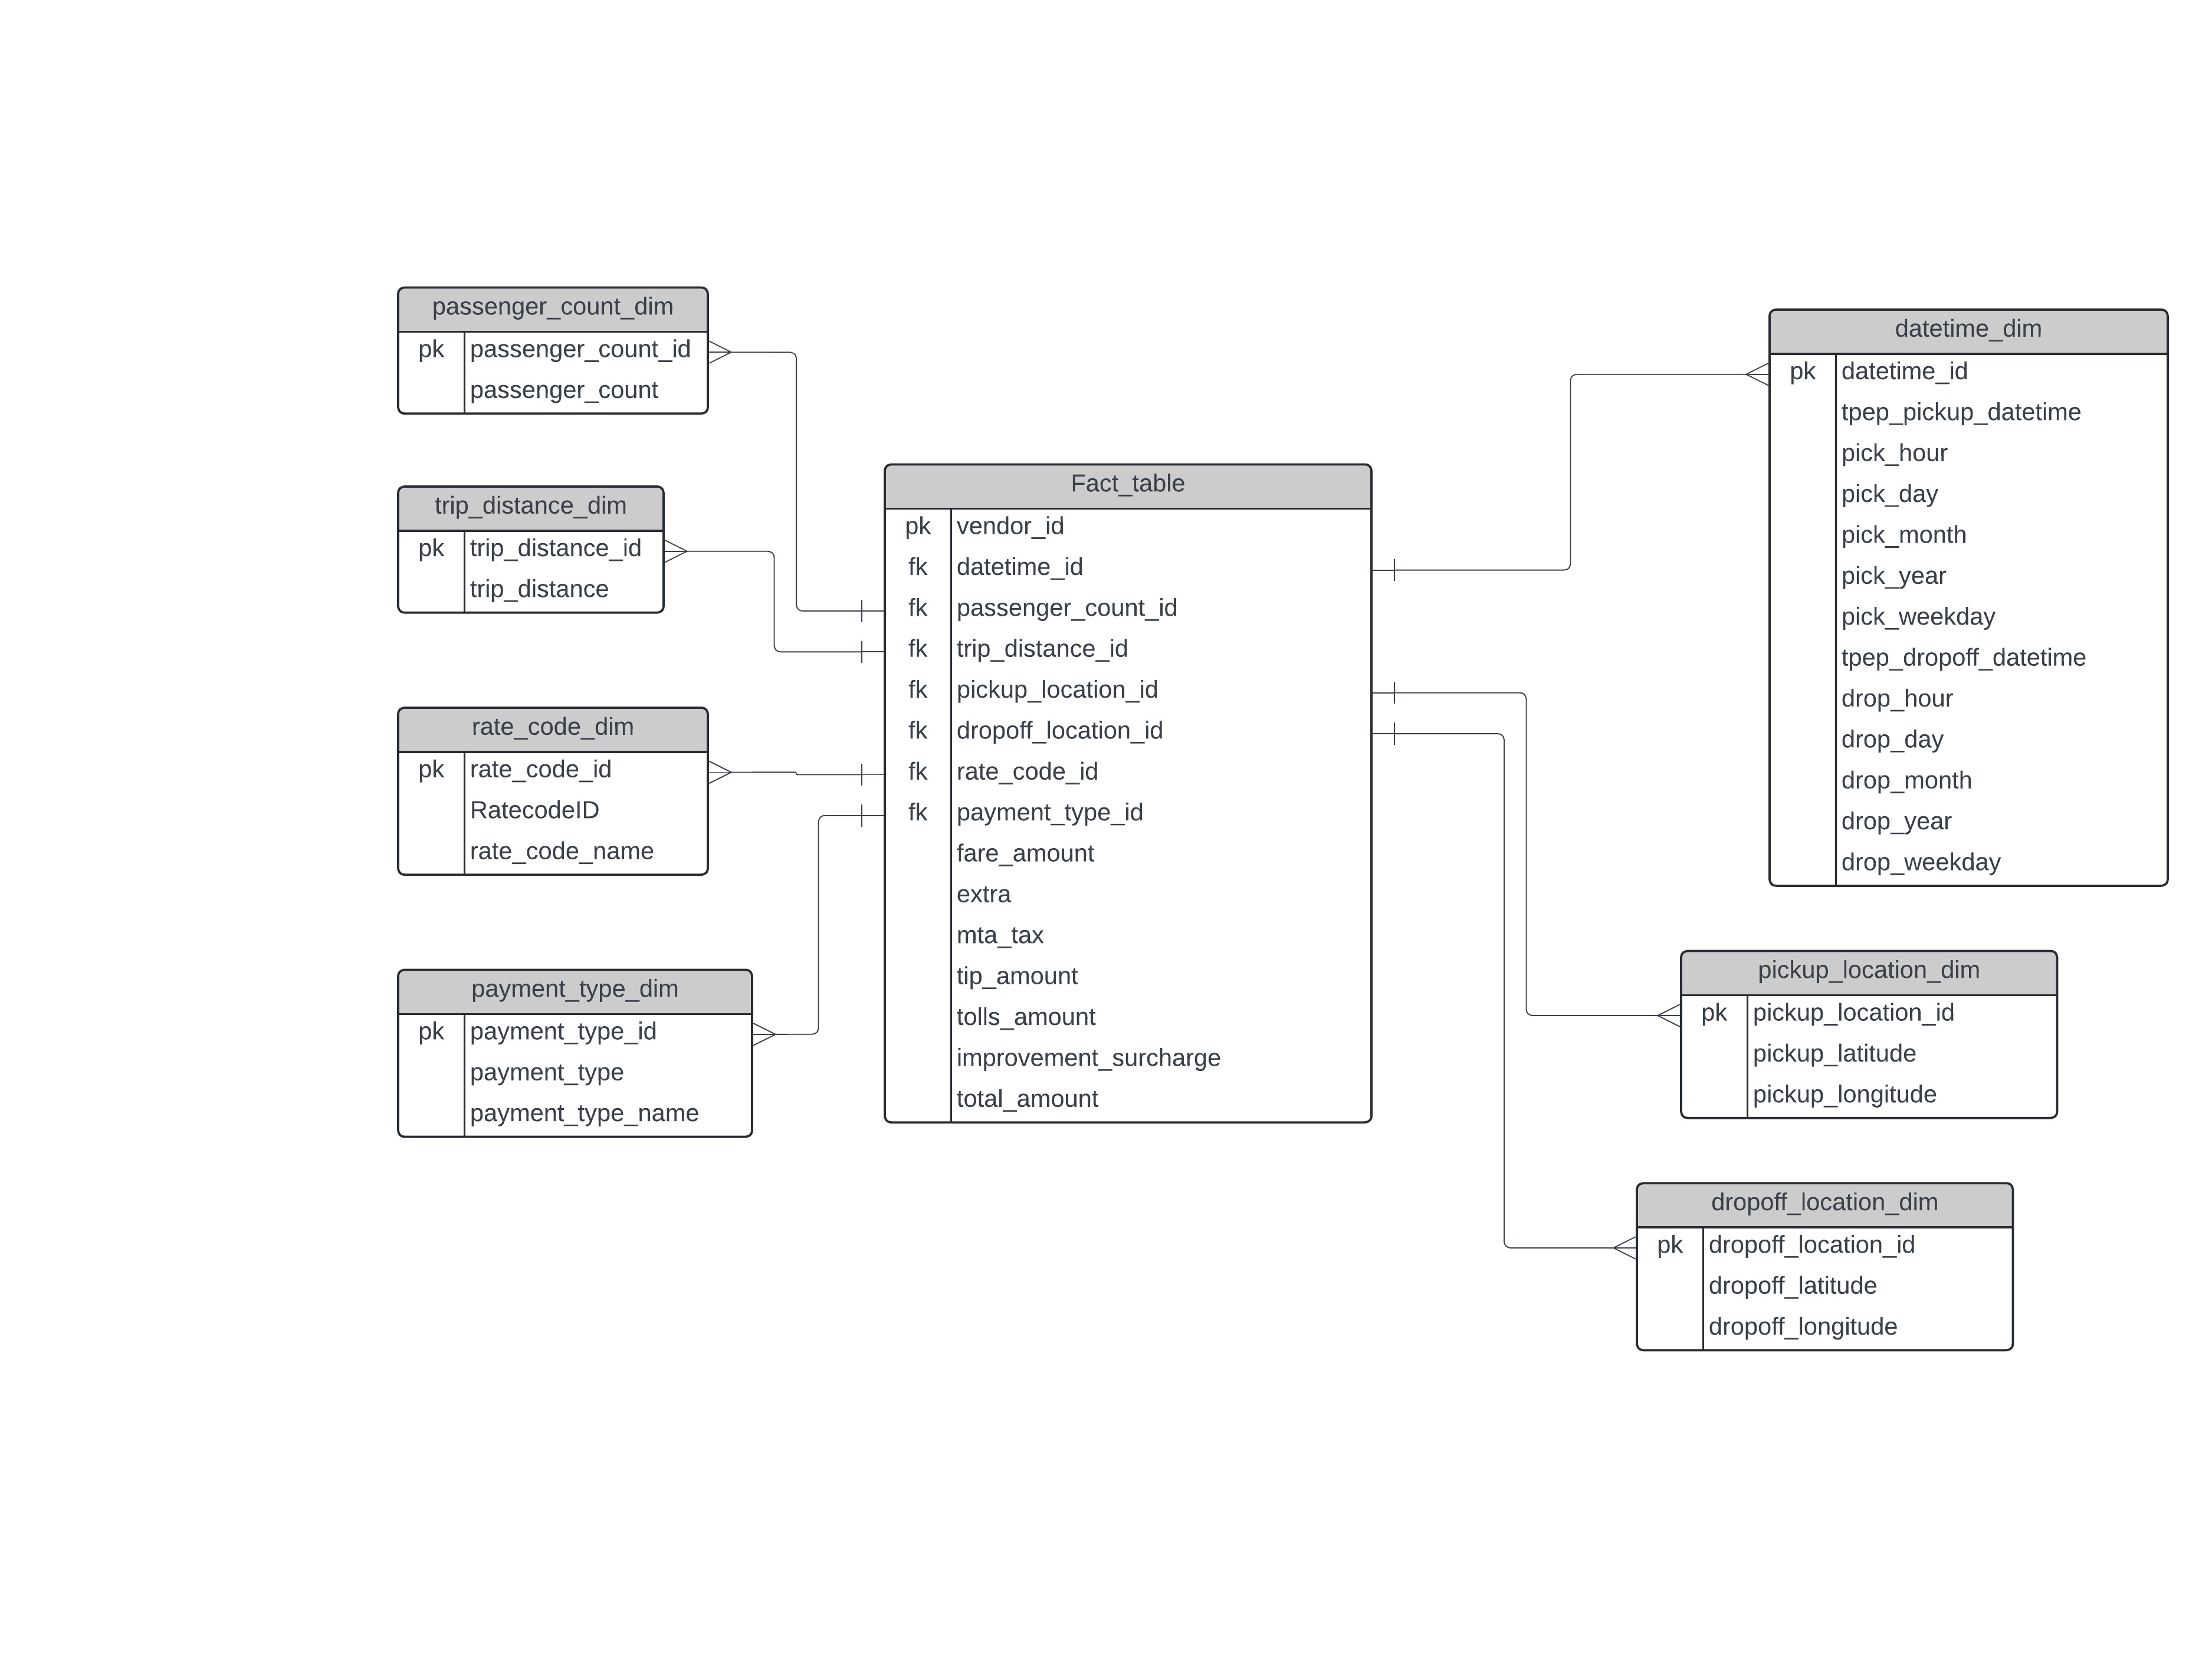 passenger_count_dim
pk passenger_count_id
passenger_count
trip_distance_dim
pk trip_distance_id
trip_distance
rate_code_dim
pk rate_code_id
RatecodeID
rate_code_name
payment_type_dim
pk payment_type_id
payment_type
payment_type_name
Fact_table
pk vendor_id
fk datetime_id
fk passenger_count_id
fk trip_distance_id
fk pickup_location_id
fk dropoff_location_id
fk rate_code_id
fk payment_type_id
fare_amount
extra
mta_tax
tip_amount
tolls_amount
improvement_surcharge
total_amount
datetime_dim
pk datetime_id
tpep_pickup_datetime
pick_hour
pick_day
pick_month
pick_year
pick_weekday
tpep_dropoff_datetime
drop_hour
drop_day
drop_month
drop_year
drop_weekday
pickup_location_dim
pk pickup_location_id
pickup_latitude
pickup_longitude
dropoff_location_dim
pk dropoff_location_id
dropoff_latitude
dropoff_longitude